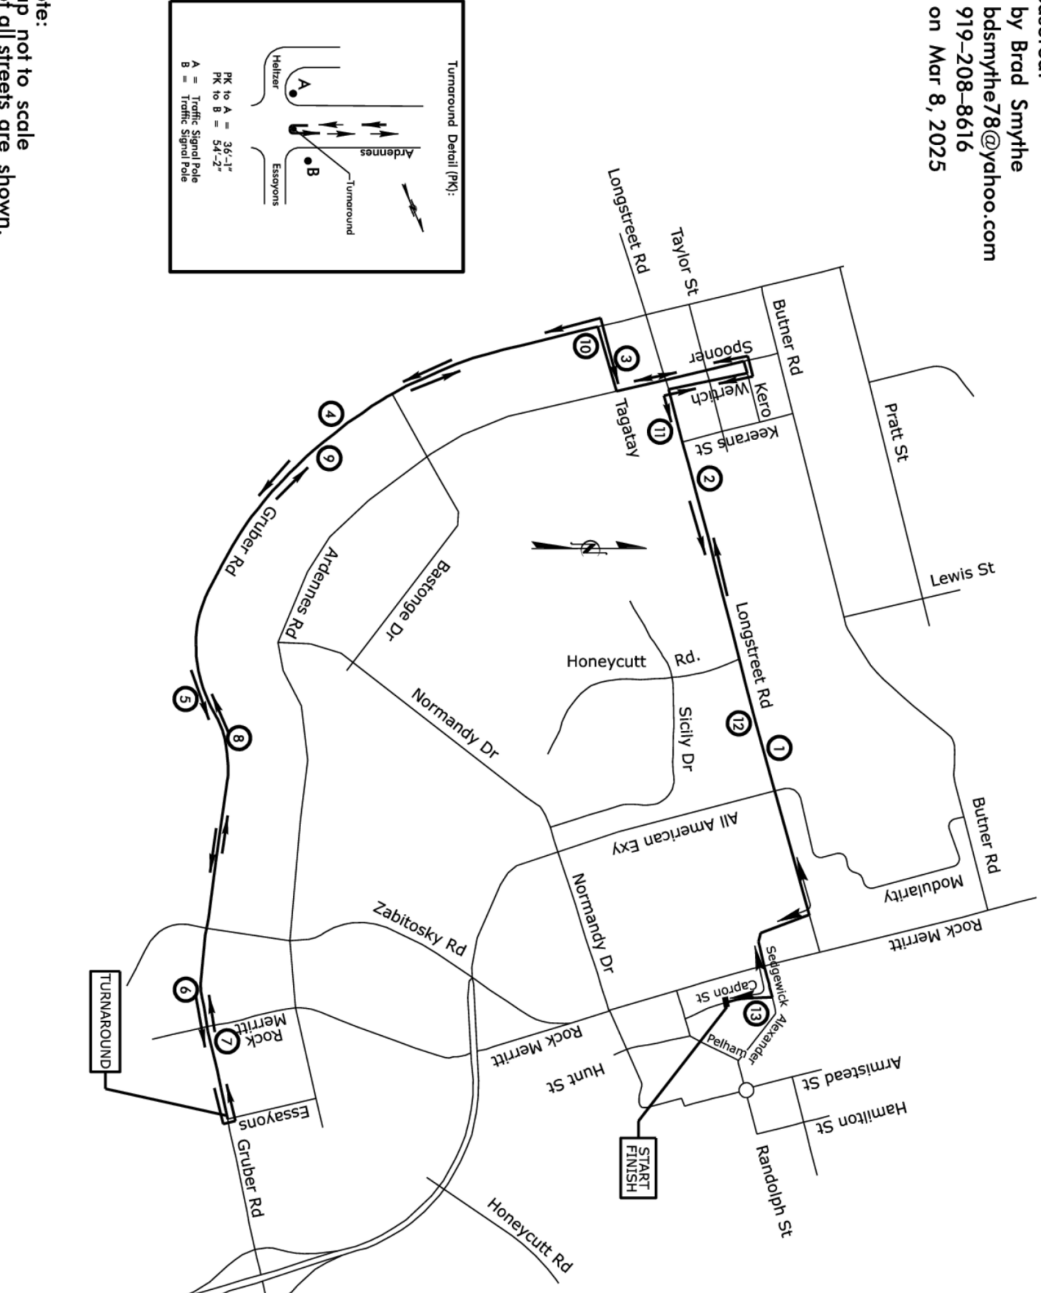 by Brad Smythe
bdsmythe78@yahoo.com
919-208-8616
on Mar 8, 2025
not to scale
all streets are shown.
Turnaround Detail (PK):
Heltzer
A
B
Ardennes
Essayons
Turnaround
PK to A = 36'-1"
PK to B = 54'-2"
A = Traffic Signal Pole
B = Traffic Signal Pole
Longstreet Rd
Taylor St
Butner Rd
Spooner
Wertich
Kero
Keerans St
Tagatay
Pratt St
Lewis St
10
3
11
2
4
9
Gruber Rd
Ardennes Rd
Bastonge Dr
N
Longstreet Rd
Honeycutt Rd.
Sicily Dr
Normandy Dr
12
1
5
8
All American Exy
Butner Rd
Modularity
Rock Merritt
Normandy Dr
Zabitosky Rd
Sedgewick
Capron St
13
Alexander
Pelham
Rock Merritt
Hunt St
Armistead St
Hamilton St
Randolph St
6
7
Rock
Merritt
TURNAROUND
Essayons
Gruber Rd
START
FINISH
Honeycutt Rd